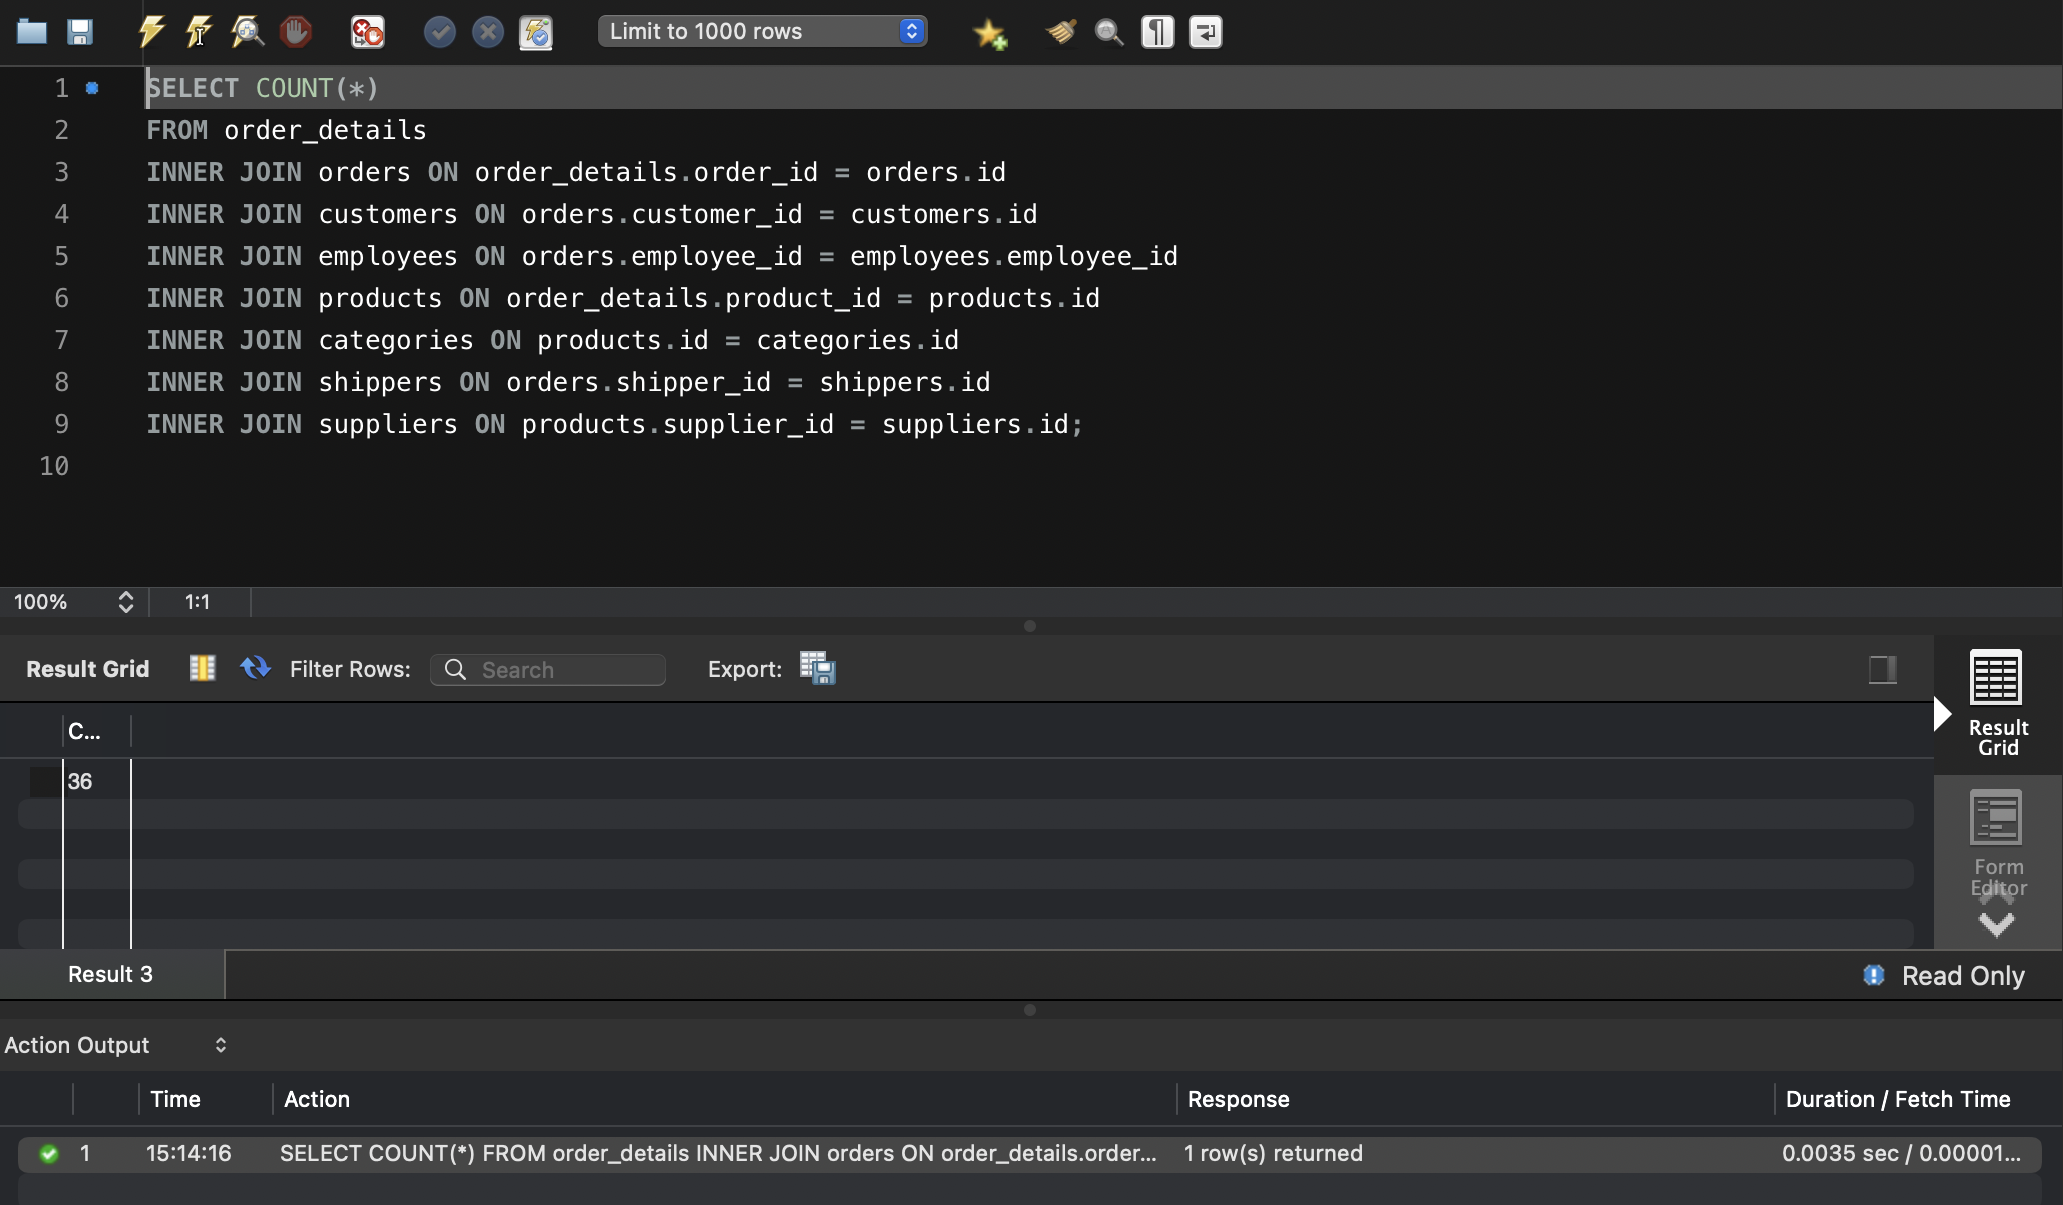 Limit to 1000 rows
1 SELECT COUNT(*)
2 FROM order_details
3 INNER JOIN orders ON order_details.order_id = orders.id
4 INNER JOIN customers ON orders.customer_id = customers.id
5 INNER JOIN employees ON orders.employee_id = employees.employee_id
6 INNER JOIN products ON order_details.product_id = products.id
7 INNER JOIN categories ON products.id = categories.id
8 INNER JOIN shippers ON orders.shipper_id = shippers.id
9 INNER JOIN suppliers ON products.supplier_id = suppliers.id;
10
100% 1:1
Result Grid Filter Rows: Search Export:
C...
36
Result
Grid
Form
Editor
Result 3 Read Only
Action Output
Time Action Response Duration / Fetch Time
1 15:14:16 SELECT COUNT(*) FROM order_details INNER JOIN orders ON order_details.order... 1 row(s) returned 0.0035 sec / 0.00001...